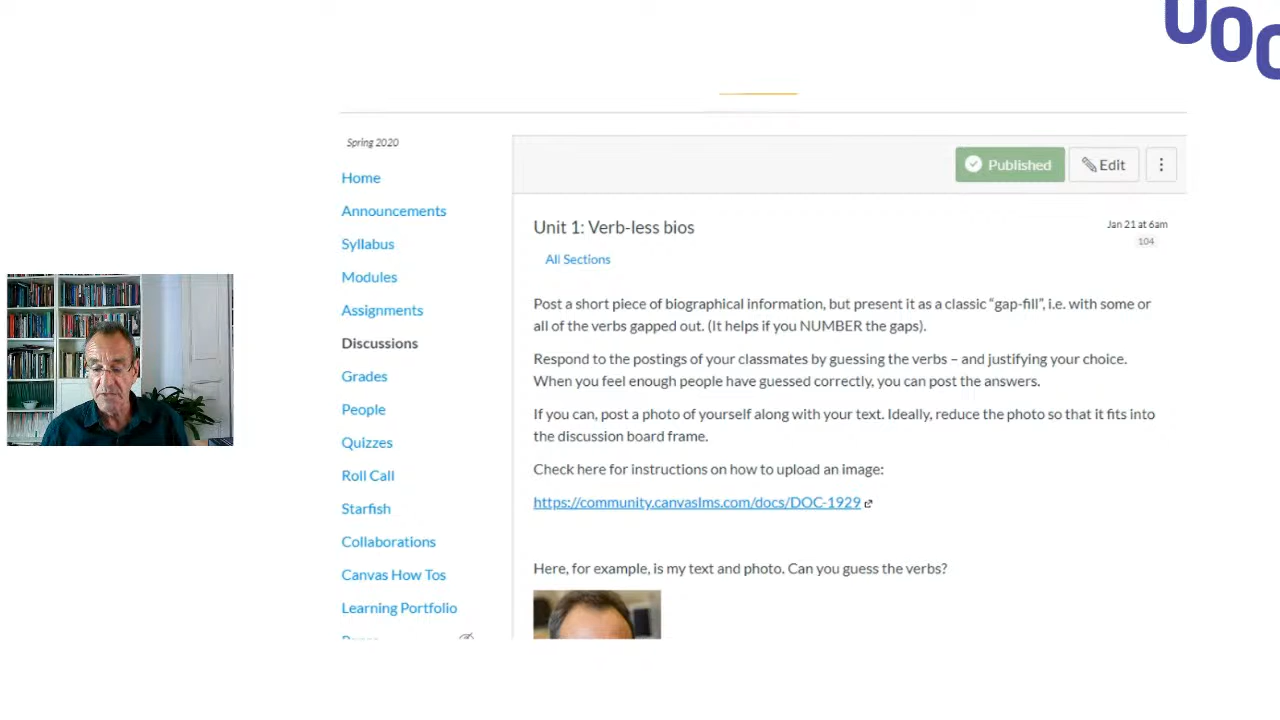 UOC
Spring 2020
Home
Announcements
Syllabus
Modules
Assignments
Discussions
Grades
People
Quizzes
Roll Call
Starfish
Collaborations
Canvas How Tos
Learning Portfolio
Published
Edit
Unit 1: Verb-less bios
Jan 21 at 6am
104
All Sections
Post a short piece of biographical information, but present it as a classic “gap-fill”, i.e. with some or
all of the verbs gapped out. (It helps if you NUMBER the gaps).
Respond to the postings of your classmates by guessing the verbs – and justifying your choice.
When you feel enough people have guessed correctly, you can post the answers.
If you can, post a photo of yourself along with your text. Ideally, reduce the photo so that it fits into
the discussion board frame.
Check here for instructions on how to upload an image:
https://community.canvaslms.com/docs/DOC-1929
Here, for example, is my text and photo. Can you guess the verbs?